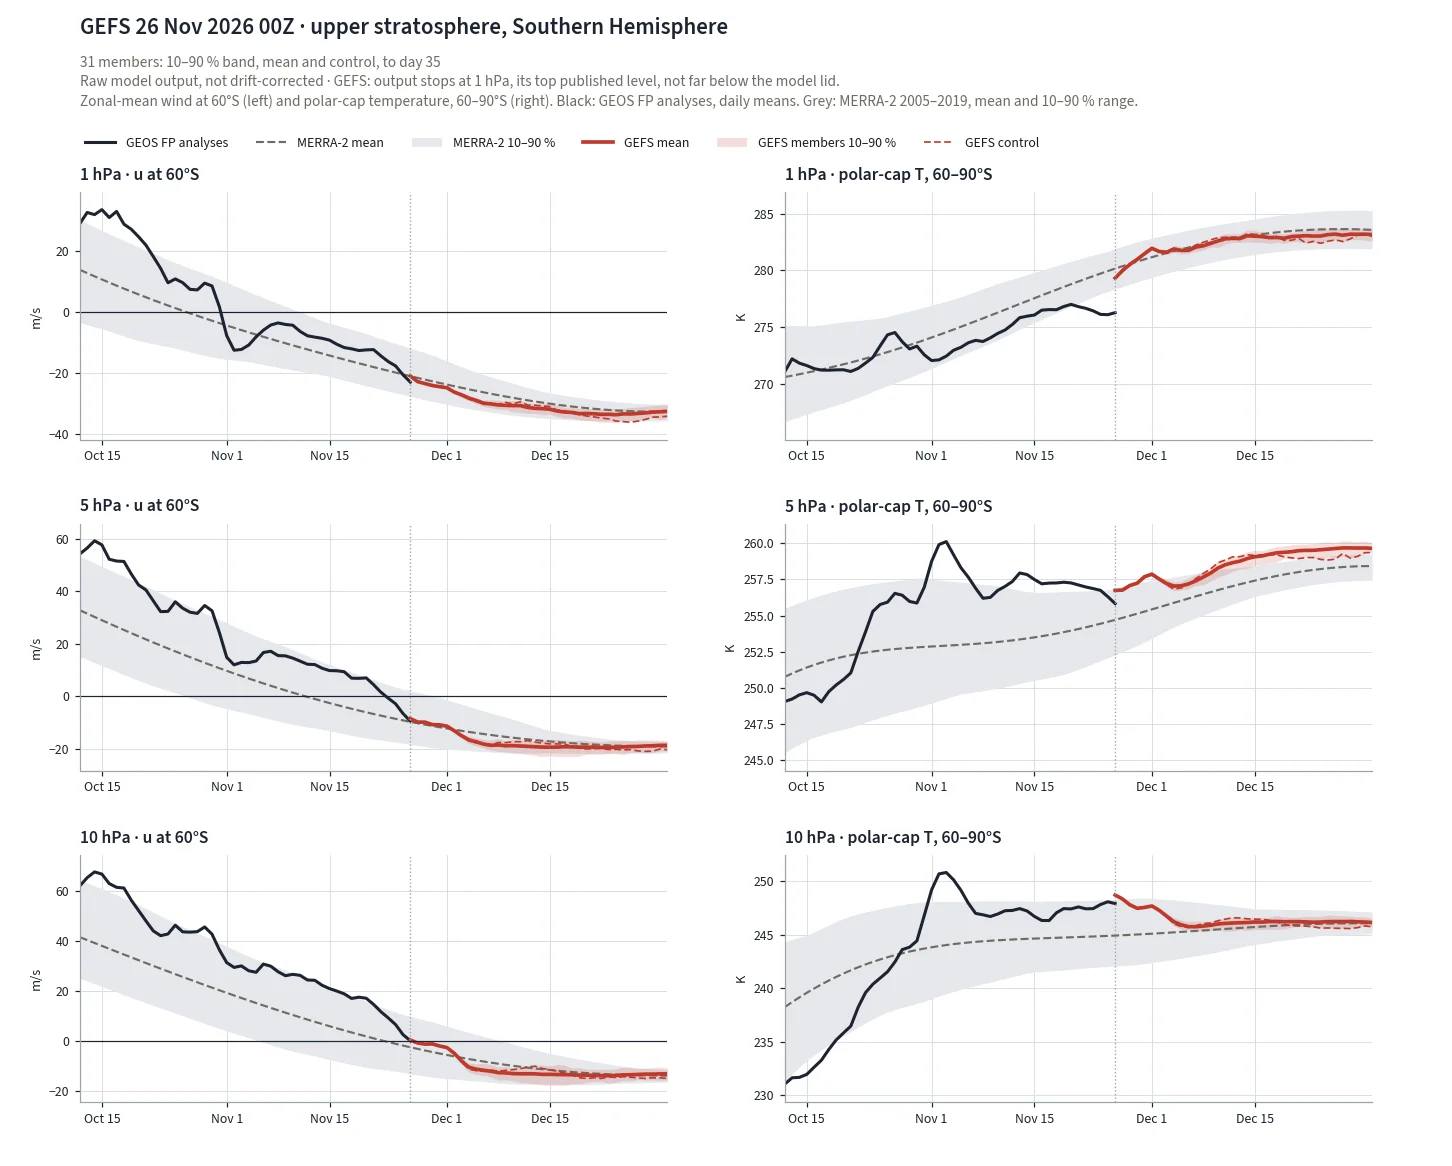 GEFS 26 Nov 2026 00Z · upper stratosphere, Southern Hemisphere
31 members: 10–90 % band, mean and control, to day 35
Raw model output, not drift-corrected · GEFS: output stops at 1 hPa, its top published level, not far below the model lid.
Zonal-mean wind at 60°S (left) and polar-cap temperature, 60–90°S (right). Black: GEOS FP analyses, daily means. Grey: MERRA-2 2005–2019, mean and 10–90 % range.
GEOS FP analyses MERRA-2 mean MERRA-2 10–90 % GEFS mean GEFS members 10–90 % GEFS control
1 hPa · u at 60°S
20
0
−20
−40
m/s
Oct 15 Nov 1 Nov 15 Dec 1 Dec 15
1 hPa · polar-cap T, 60–90°S
285
280
275
270
K
Oct 15 Nov 1 Nov 15 Dec 1 Dec 15
5 hPa · u at 60°S
60
40
20
0
−20
m/s
Oct 15 Nov 1 Nov 15 Dec 1 Dec 15
5 hPa · polar-cap T, 60–90°S
260.0
257.5
255.0
252.5
250.0
247.5
245.0
K
Oct 15 Nov 1 Nov 15 Dec 1 Dec 15
10 hPa · u at 60°S
60
40
20
0
−20
m/s
Oct 15 Nov 1 Nov 15 Dec 1 Dec 15
10 hPa · polar-cap T, 60–90°S
250
245
240
235
230
K
Oct 15 Nov 1 Nov 15 Dec 1 Dec 15